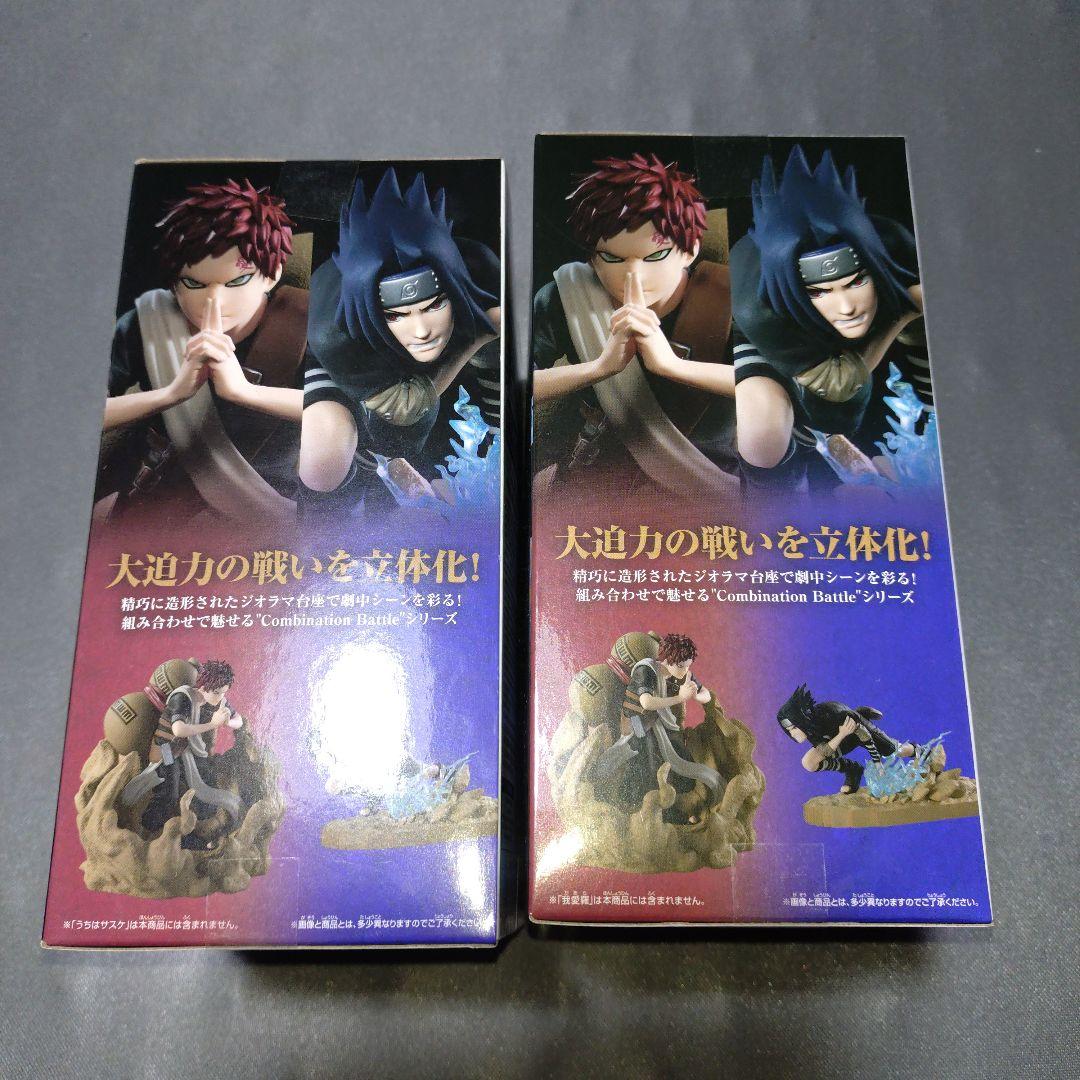 大迫力の戦いを立体化!
精巧に造形されたジオラマ台座で劇中シーンを彩る!
組み合わせで魅せる"Combination Battle"シリーズ
※「うちはサスケ」は本商品には含まれません。
※画像と商品とは、多少異なりますのでご了承ください。
大迫力の戦いを立体化!
精巧に造形されたジオラマ台座で劇中シーンを彩る!
組み合わせで魅せる"Combination Battle"シリーズ
※「我愛羅」は本商品には含まれません。
※画像と商品とは、多少異なりますのでご了承ください。